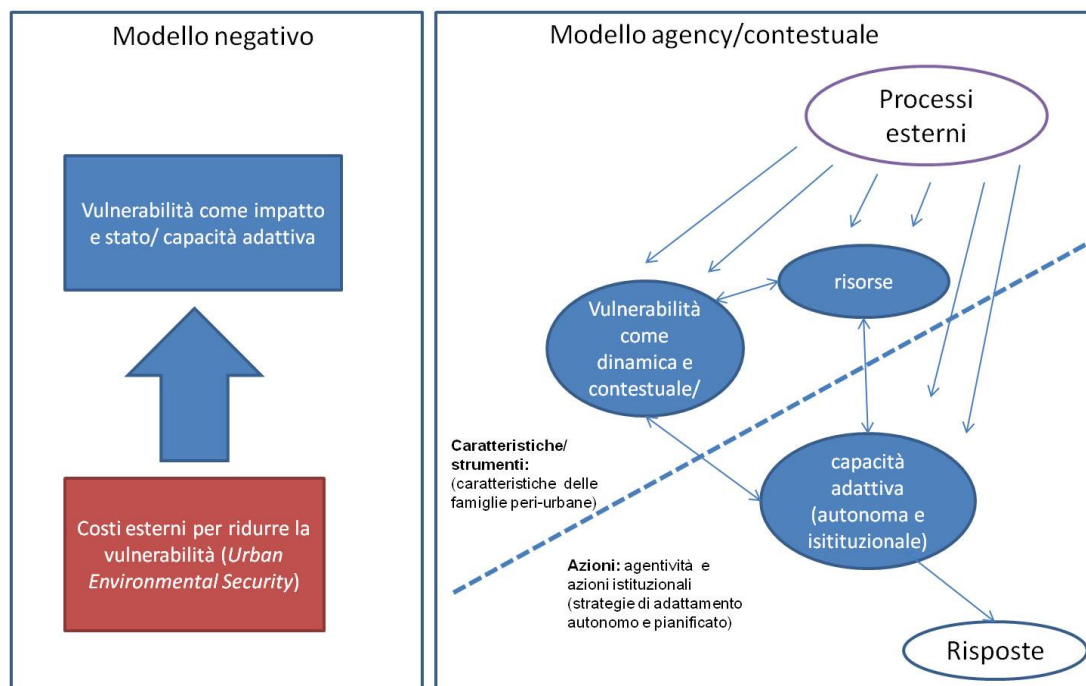 Modello negativo
Vulnerabilità come impatto
e stato/ capacità adattiva
Costi esterni per ridurre la
vulnerabilità (Urban
Environmental Security)
Modello agency/contestuale
Processi
esterni
risorse
Vulnerabilità
come
dinamica e
contestuale/
Caratteristiche/
strumenti:
(caratteristiche delle
famiglie peri-urbane)
capacità
adattiva
(autonoma e
isitituzionale)
Azioni: agentività e
azioni istituzionali
(strategie di adattamento
autonomo e pianificato)
Risposte